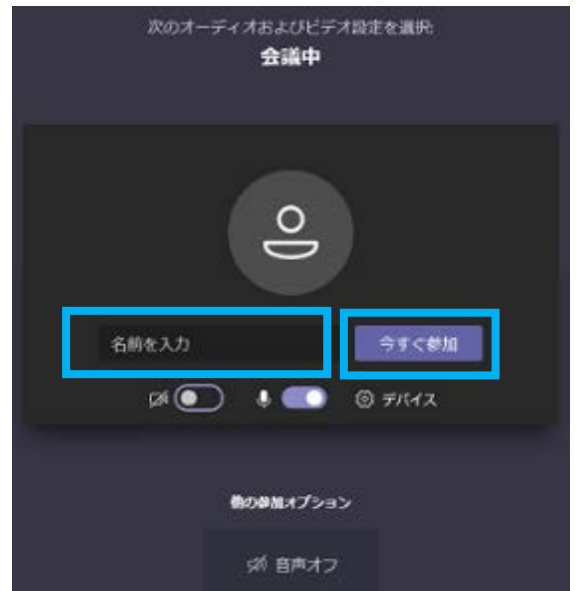 次のオーディオおよびビデオ設定を選択:
会議中
名前を入力
今すぐ参加
デバイス
他の参加オプション
音声オフ